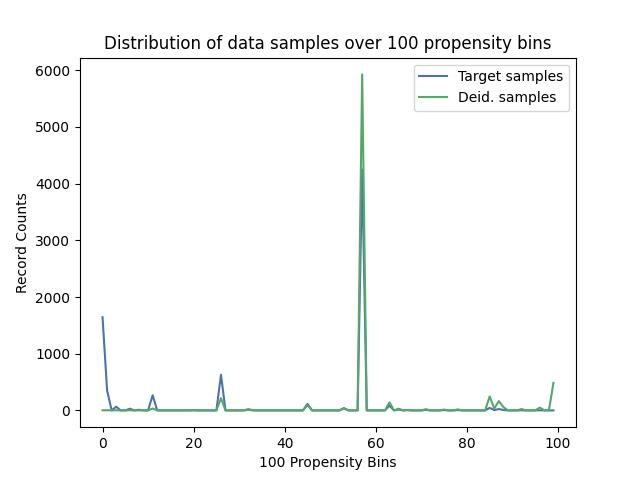 Distribution of data samples over 100 propensity bins
Target samples
Deid. samples
Record Counts
6000
5000
4000
3000
2000
1000
0
0 20 40 60 80 100
100 Propensity Bins